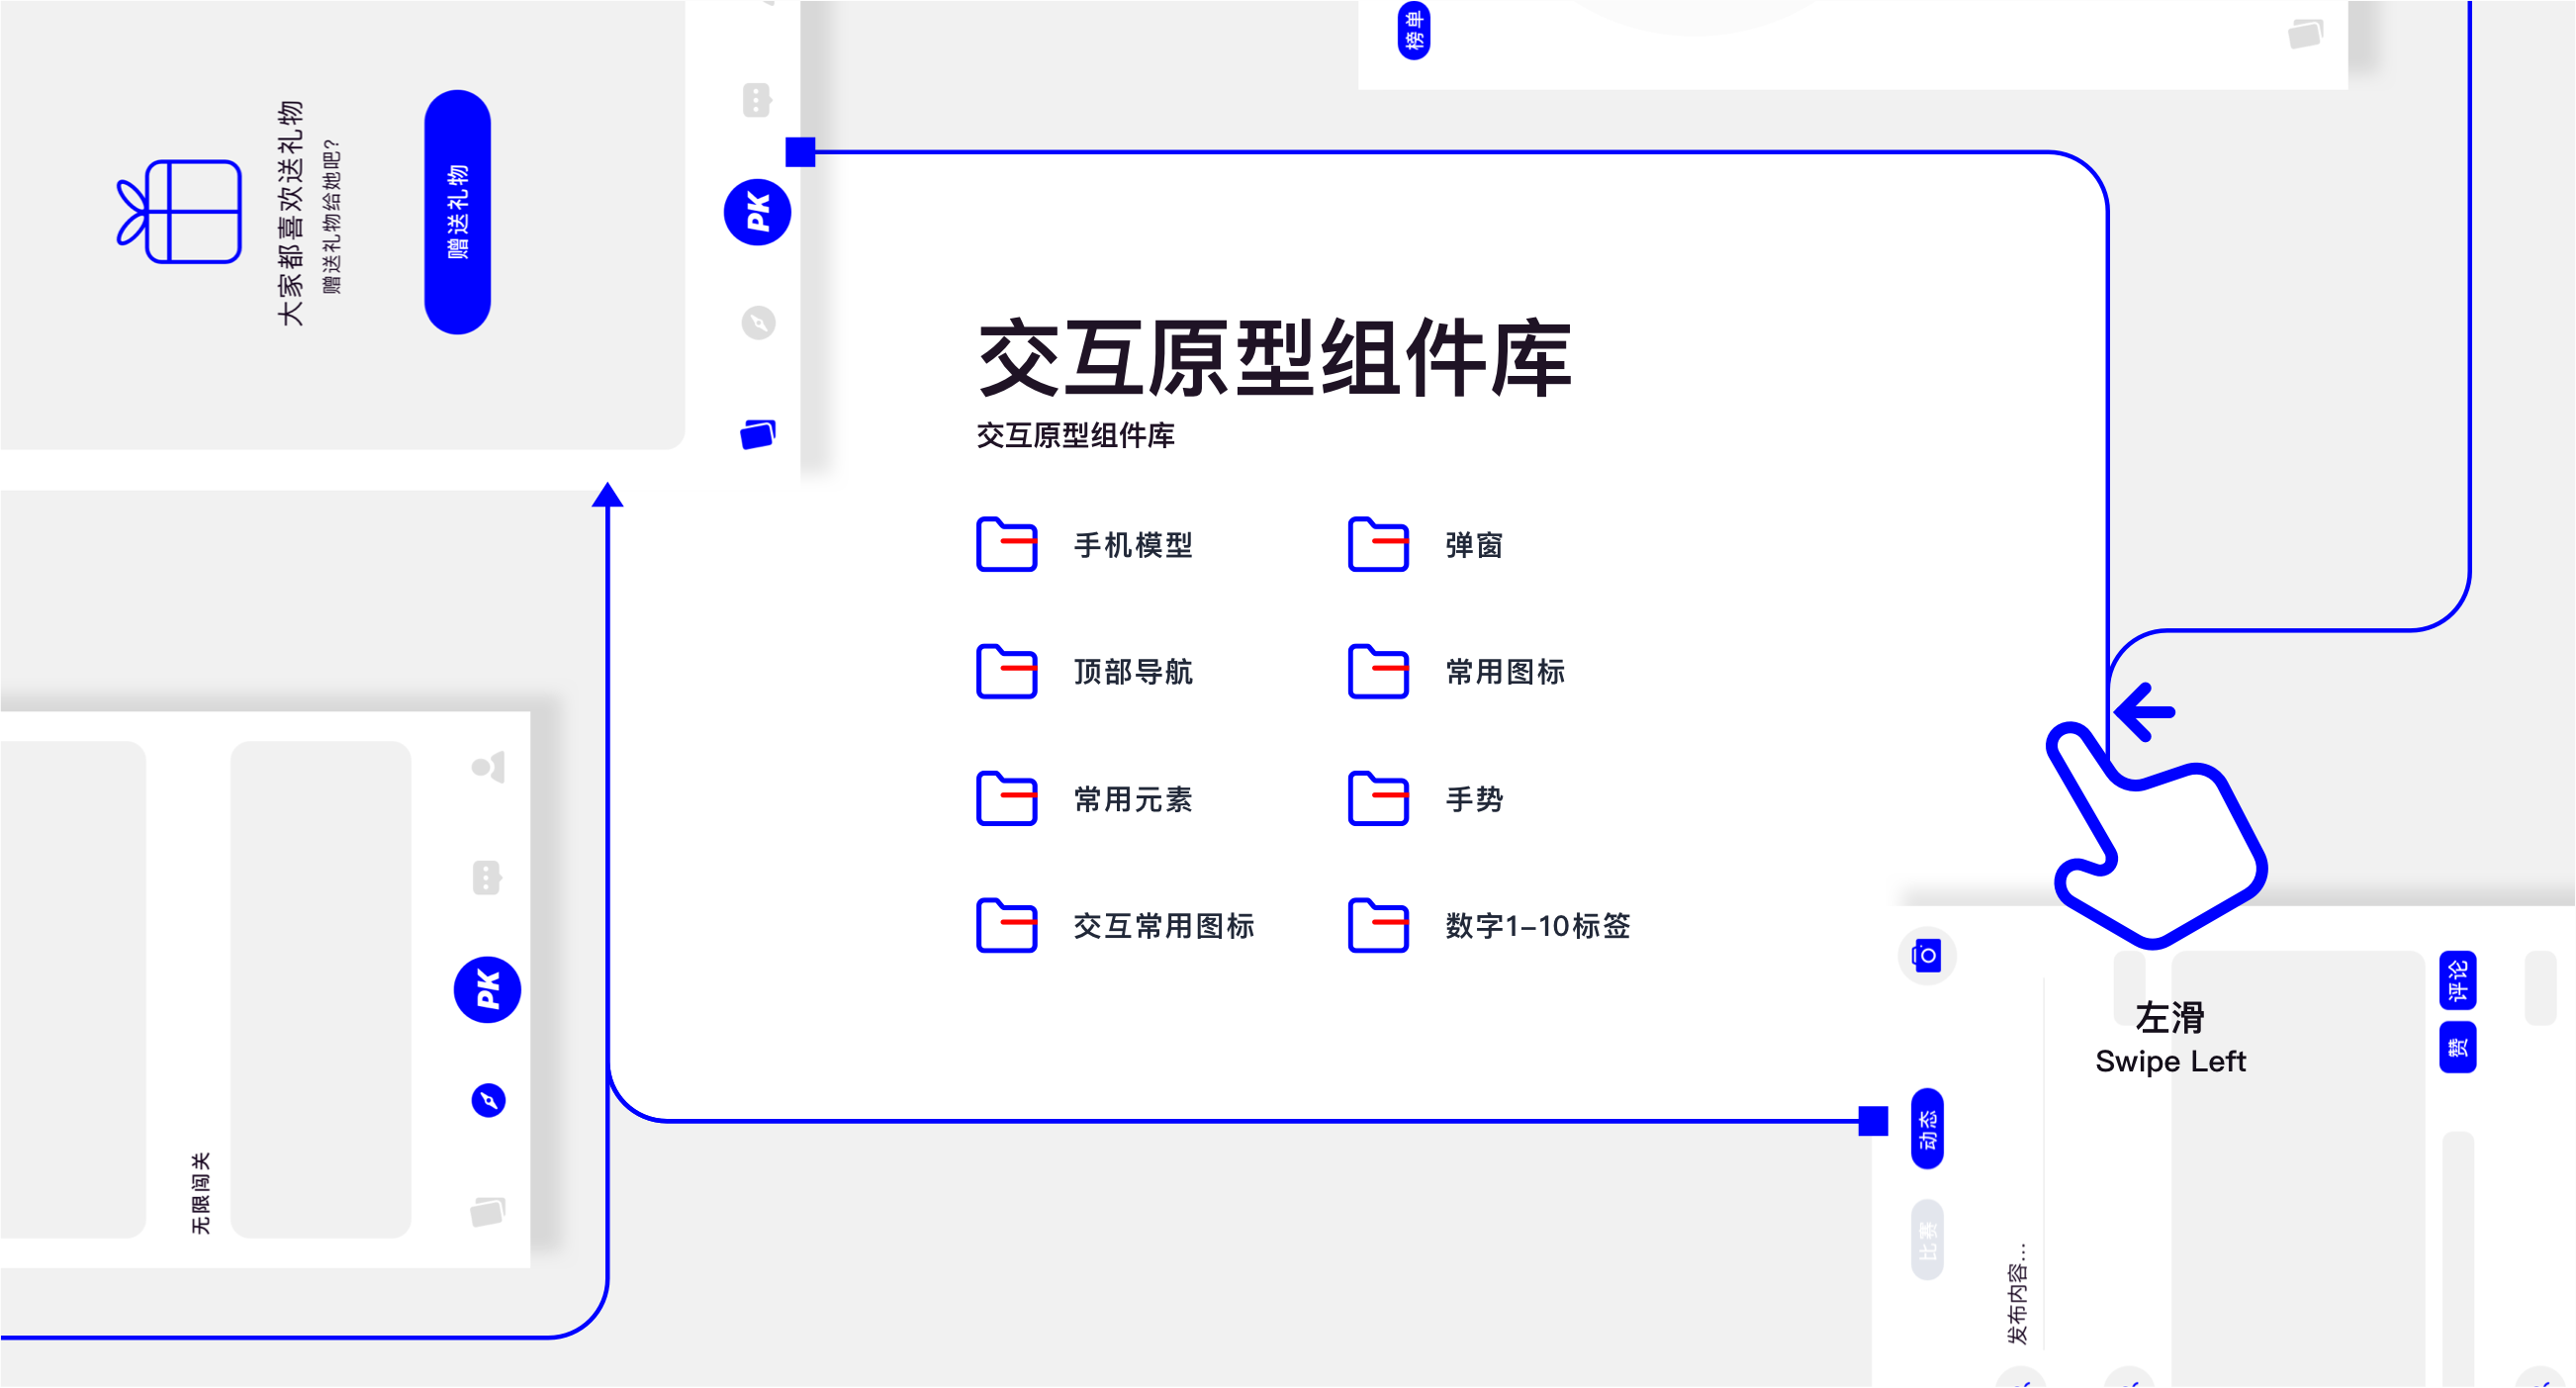 榜单
大家都喜欢送礼物
赠送礼物给她吧?
赠送礼物
PK
交互原型组件库
交互原型组件库
手机模型
弹窗
顶部导航
常用图标
常用元素
手势
交互常用图标
数字1-10标签
无限闯关
PK
左滑
Swipe Left
评论
赞
动态
比赛
发布内容...